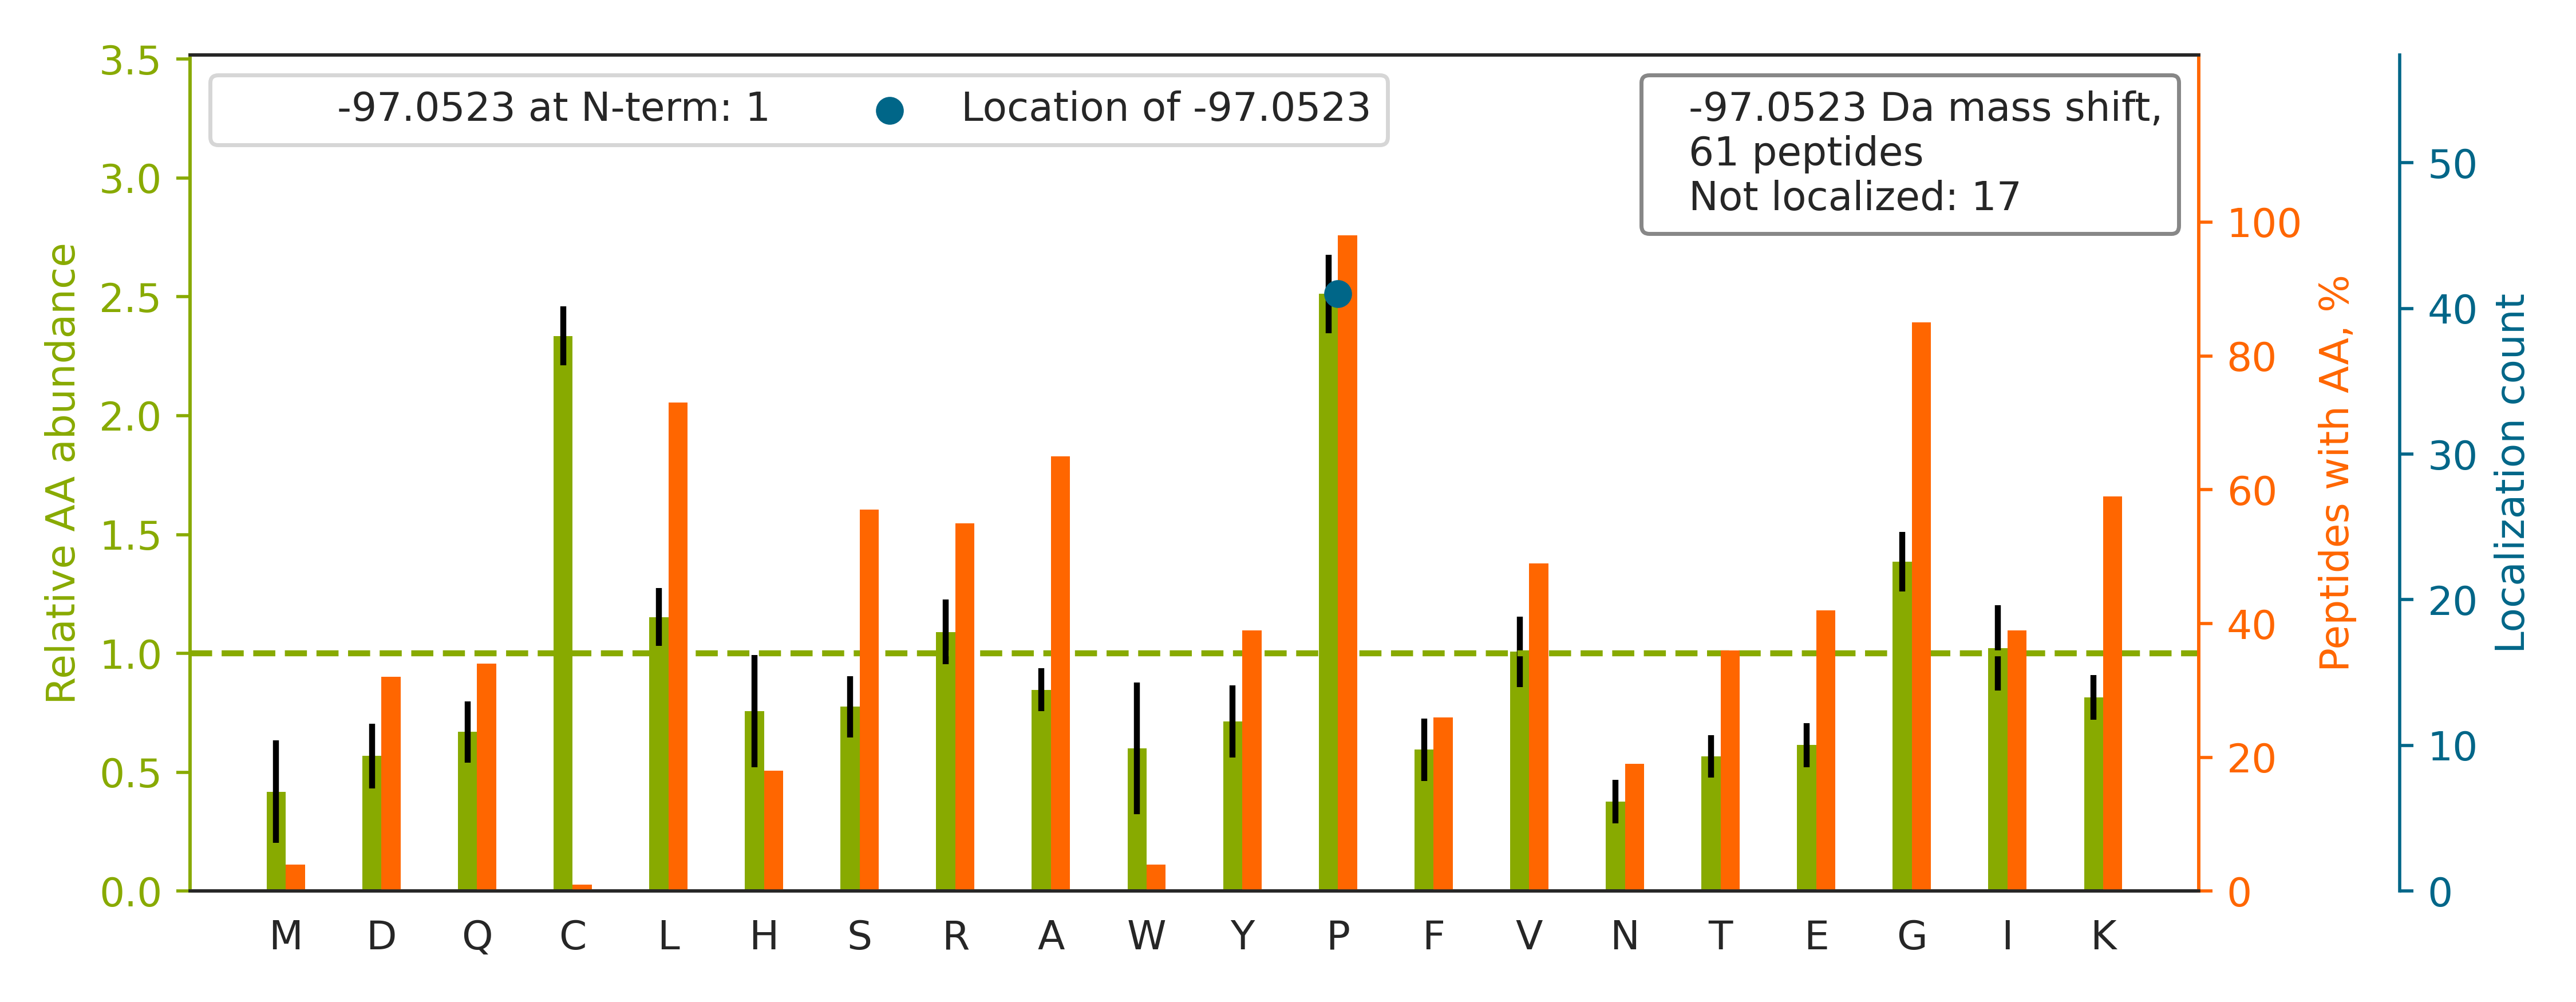 -97.0523 at N-term: 1
Location of -97.0523
-97.0523 Da mass shift,
61 peptides
Not localized: 17
Relative AA abundance
3.5
3.0
2.5
2.0
1.5
1.0
0.5
0.0
M D Q C L H S R A W Y P F V N T E G I K
100
80
60
40
20
0
Peptides with AA, %
50
40
30
20
10
0
Localization count